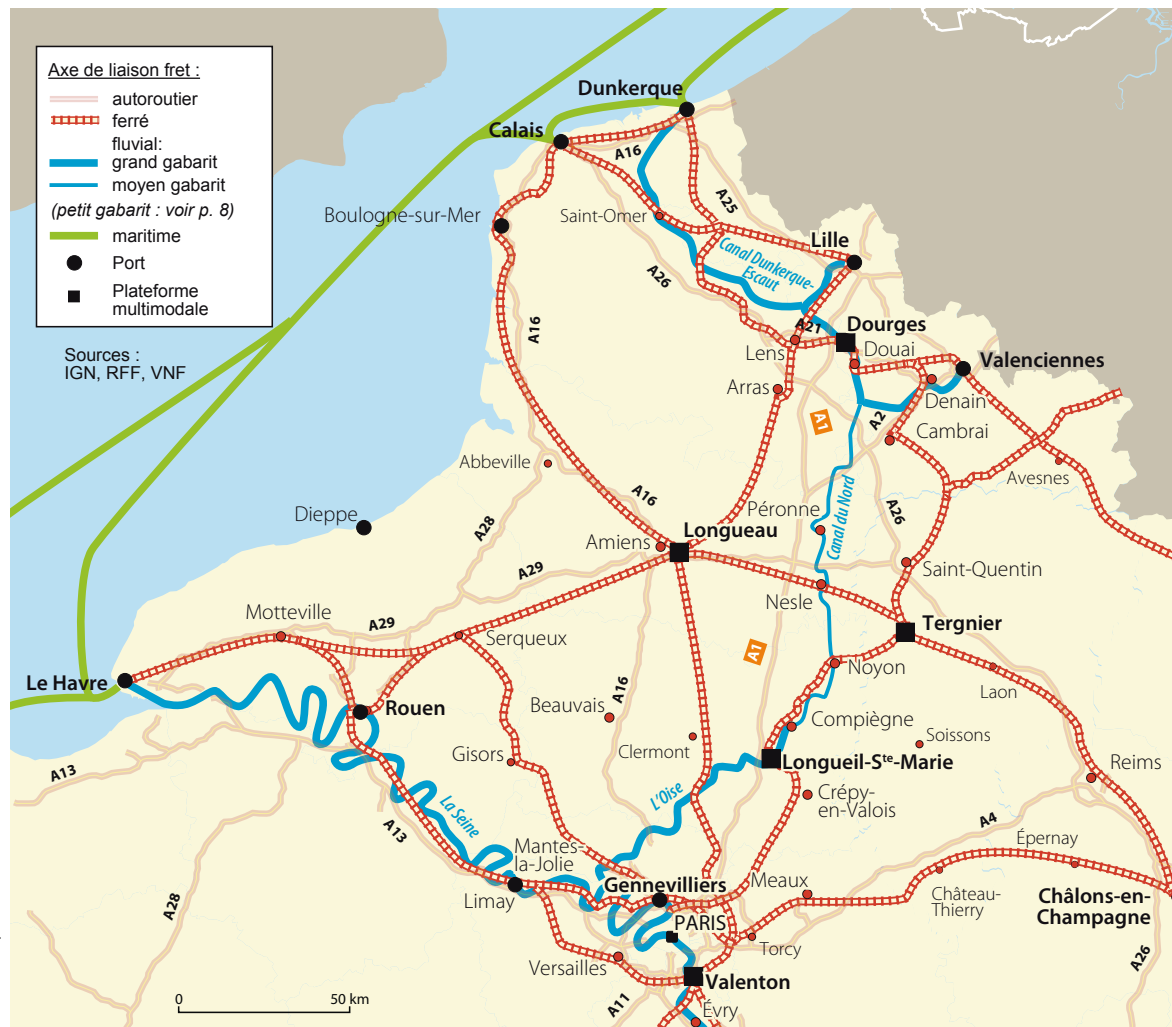 Axe de liaison fret :
autoroutier
ferré
fluvial:
grand gabarit
moyen gabarit
(petit gabarit : voir p. 8)
maritime
Port
Plateforme
multimodale
Sources :
IGN, RFF, VNF
Dunkerque
Calais
A16
A25
Boulogne-sur-Mer
Saint-Omer
Lille
Canal Dunkerque-
Escaut
A26
A16
A21
Dourges
Lens
Douai
Valenciennes
Arras
Denain
A2
A1
Cambrai
Abbeville
Avesnes
A16
Dieppe
A28
Péronne
Canal du Nord
A26
Longueau
Amiens
A29
Saint-Quentin
Nesle
Motteville
A29
Serqueux
Tergnier
A1
Noyon
Laon
Le Havre
Rouen
Beauvais
A16
Compiègne
Clermont
Soissons
Gisors
Longueil-Ste-Marie
Reims
A13
L'Oise
Crépy-
en-Valois
La Seine
A4
A13
Mantes-
la-Jolie
Épernay
Gennevilliers
Meaux
Limay
Château-
Thierry
Châlons-en-
Champagne
A28
PARIS
Torcy
Versailles
Valenton
A26
0
50 km
A11
Évry